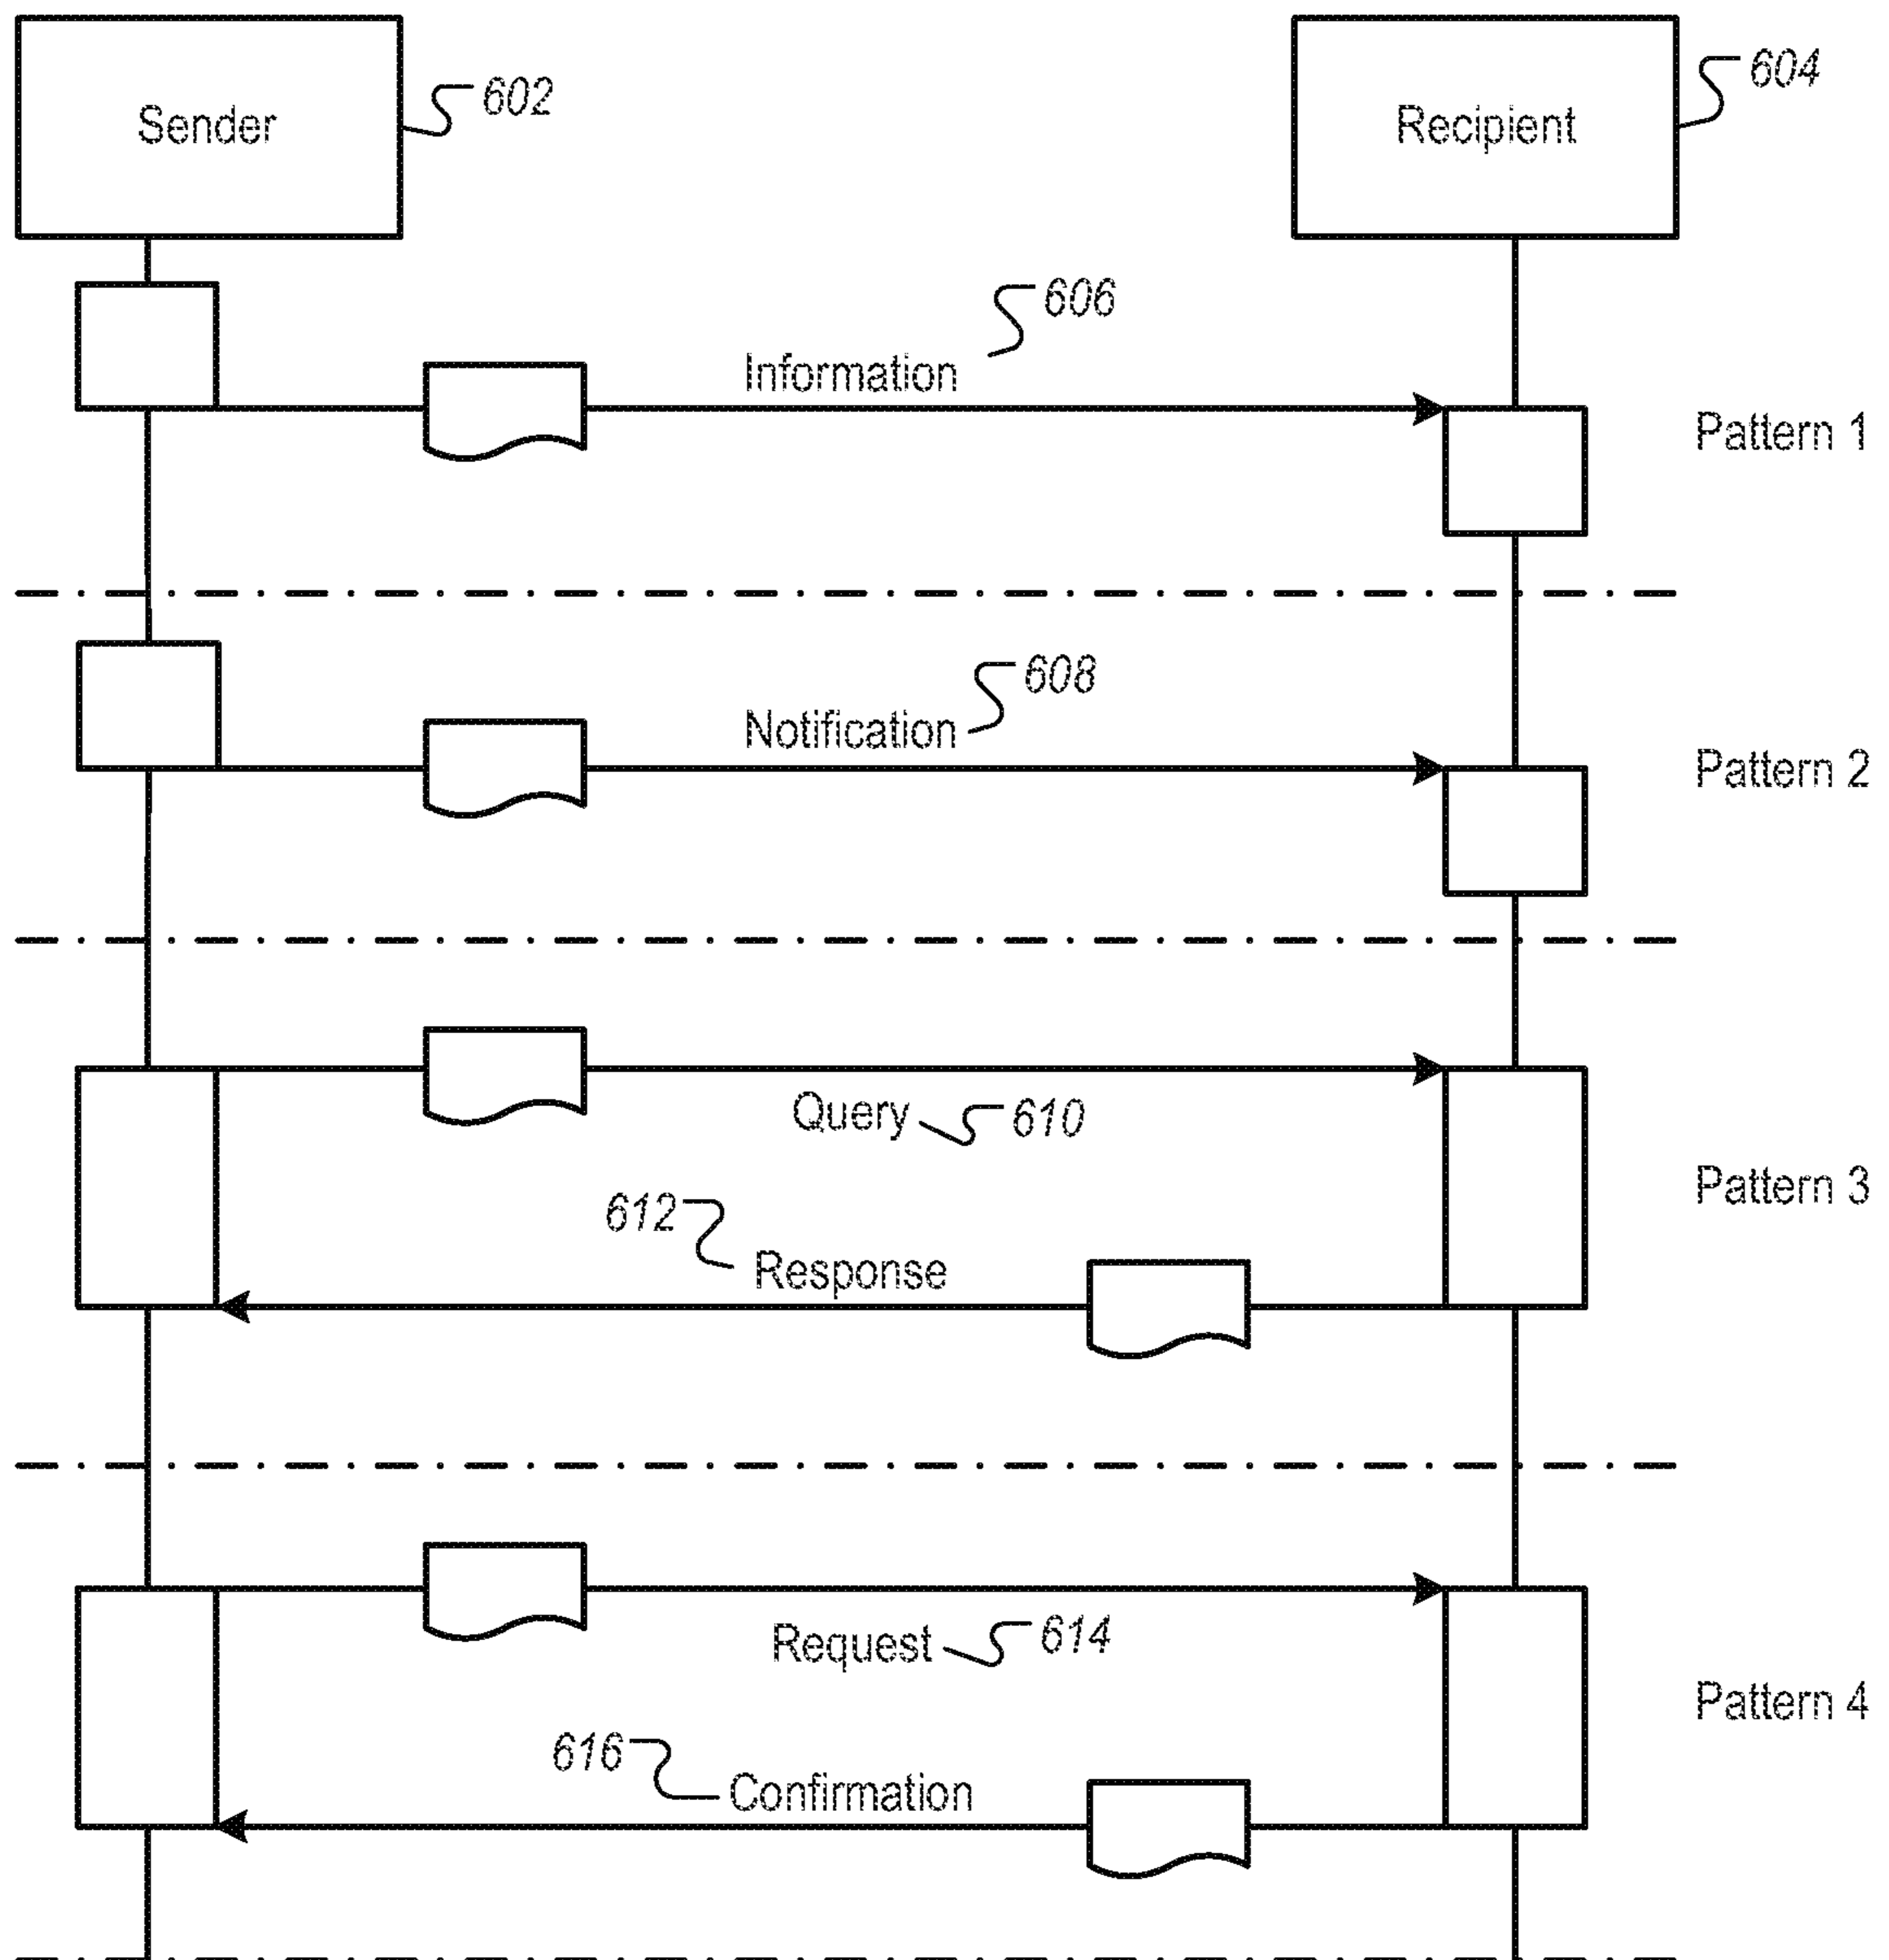 Sender
602
Recipient
604
606
Information
Pattern 1
608
Notification
Pattern 2
Query
610
Pattern 3
612
Response
Request
614
Pattern 4
616
Confirmation